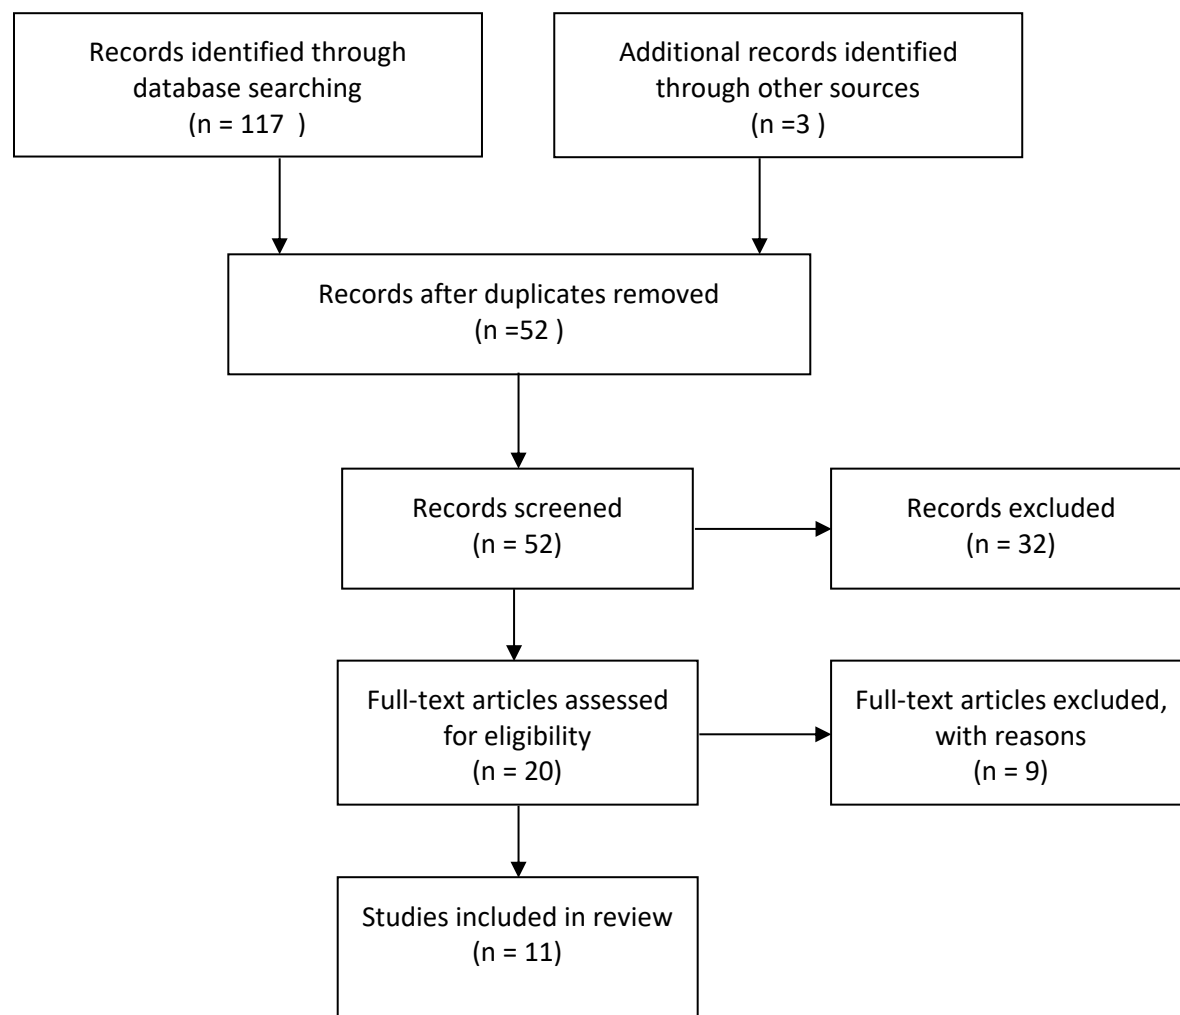 Records identified through
database searching
(n = 117  )
Additional records identified
through other sources
(n =3 )
Records after duplicates removed
(n =52 )
Records screened
(n = 52)
Records excluded
(n = 32)
Full-text articles assessed
for eligibility
(n = 20)
Full-text articles excluded,
with reasons
(n = 9)
Studies included in review
(n = 11)